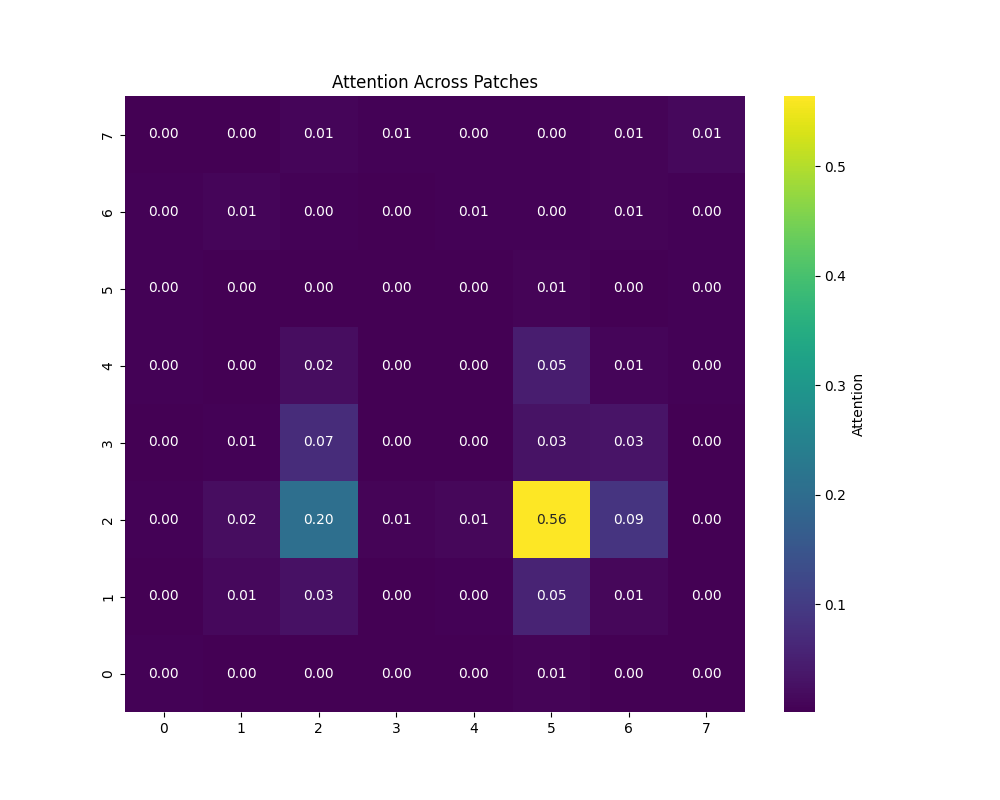 Attention Across Patches
7 0.00 0.00 0.01 0.01 0.00 0.00 0.01 0.01
6 0.00 0.01 0.00 0.00 0.01 0.00 0.01 0.00
5 0.00 0.00 0.00 0.00 0.00 0.01 0.00 0.00
4 0.00 0.00 0.02 0.00 0.00 0.05 0.01 0.00
3 0.00 0.01 0.07 0.00 0.00 0.03 0.03 0.00
2 0.00 0.02 0.20 0.01 0.01 0.56 0.09 0.00
1 0.00 0.01 0.03 0.00 0.00 0.05 0.01 0.00
0 0.00 0.00 0.00 0.00 0.00 0.01 0.00 0.00
0 1 2 3 4 5 6 7
0.5
0.4
0.3
0.2
0.1
Attention